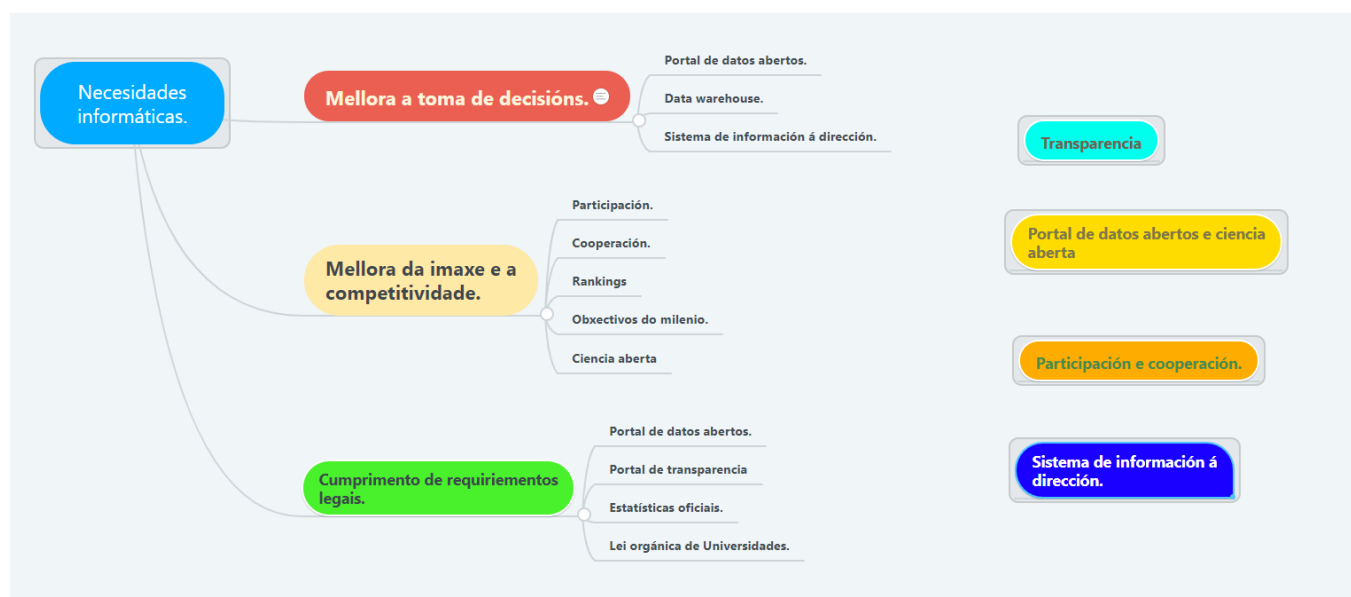 Necesidades
informáticas.
Mellora a toma de decisións.
Portal de datos abertos.
Data warehouse.
Sistema de información á dirección.
Mellora da imaxe e a
competitividade.
Participación.
Cooperación.
Rankings
Obxectivos do milenio.
Ciencia aberta
Cumprimento de requiriementos
legais.
Portal de datos abertos.
Portal de transparencia
Estatísticas oficiais.
Lei orgánica de Universidades.
Transparencia
Portal de datos abertos e ciencia
aberta
Participación e cooperación.
Sistema de información á
dirección.